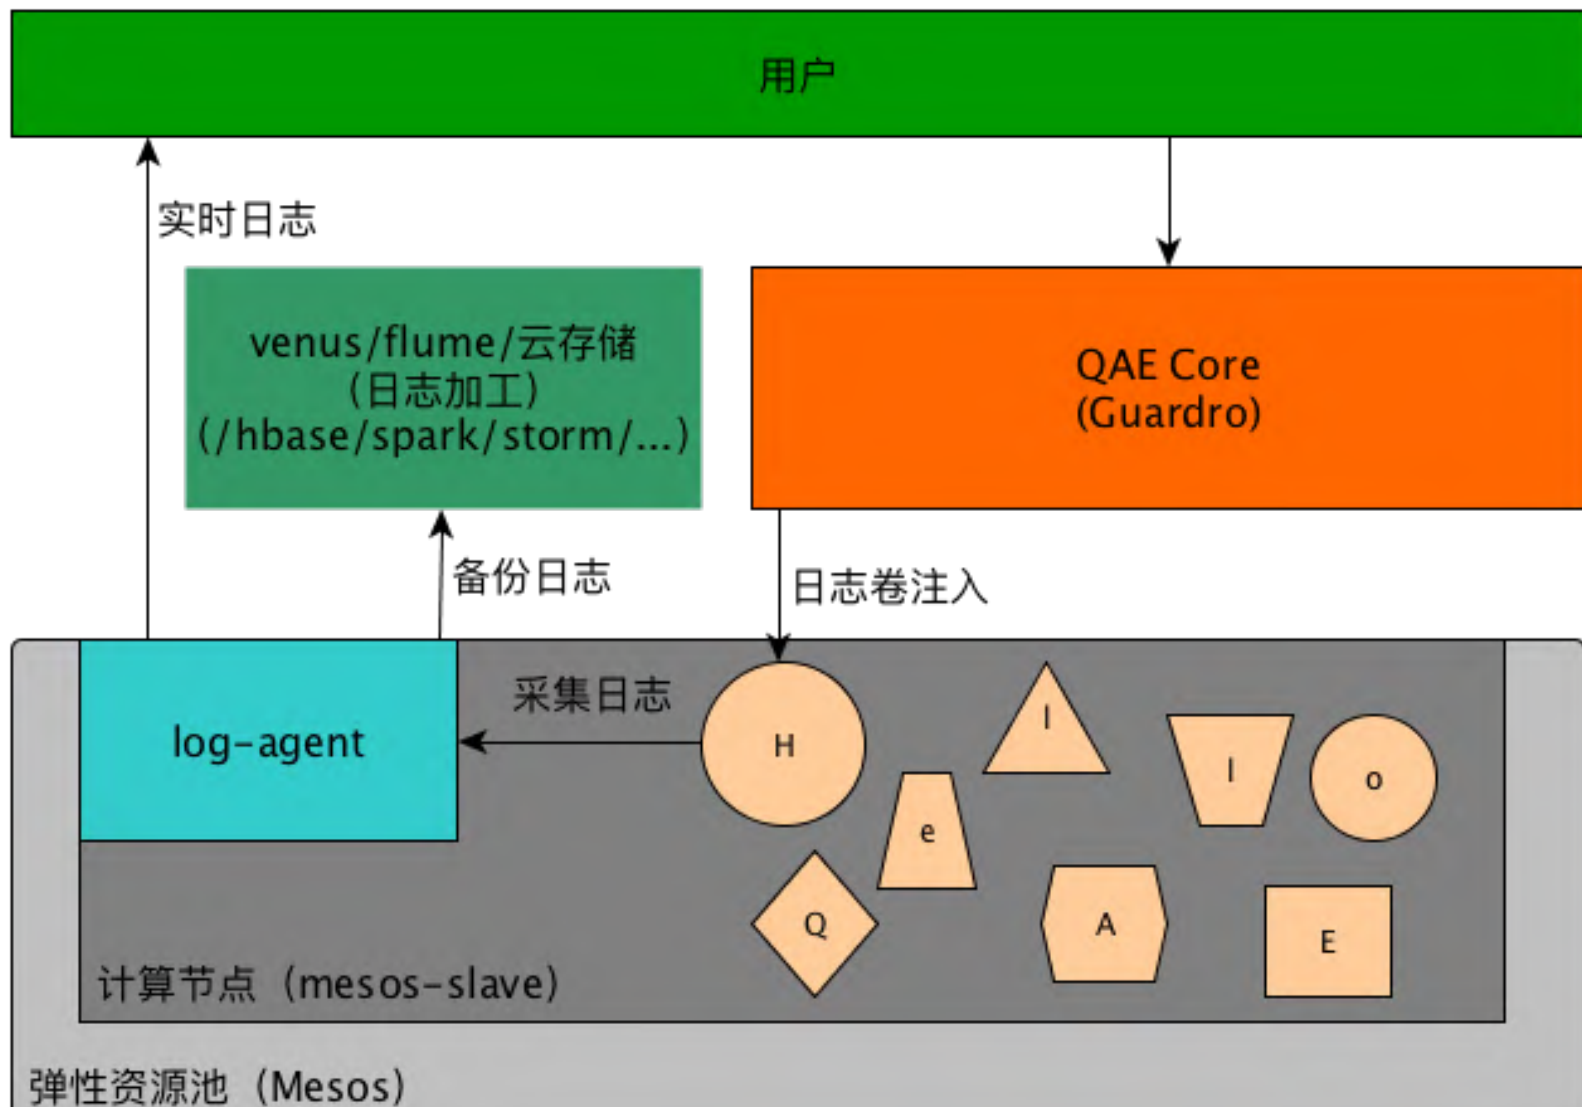 用户
实时日志
venus/flume/云存储
（日志加工）
(/hbase/spark/storm/...)
QAE Core
(Guardro)
备份日志
日志卷注入
log-agent
采集日志
H
e
l
l
o
Q
A
E
计算节点（mesos-slave）
弹性资源池（Mesos）